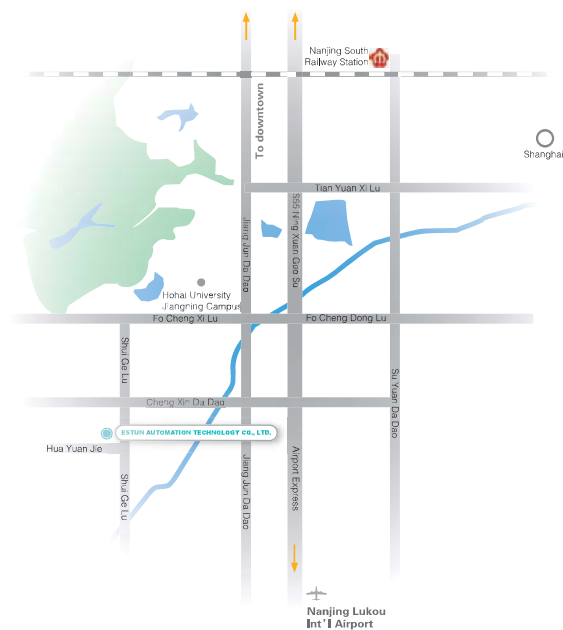 Nanjing South
Railway Station
To downtown
Shanghai
Tian Yuan Xi Lu
S55 Ning Xuan Gao Su
Jiang Jun Da Dao
Hohai University
Jiangning Campus
Fo Cheng Xi Lu
Fo Cheng Dong Lu
Shui Ge Lu
Su Yuan Da Dao
Cheng Xin Da Dao
ESTUN AUTOMATION TECHNOLOGY CO., LTD.
Hua Yuan Jie
Airport Express
Shui Ge Lu
Jiang Jun Da Dao
Nanjing Lukou
Int'l Airport